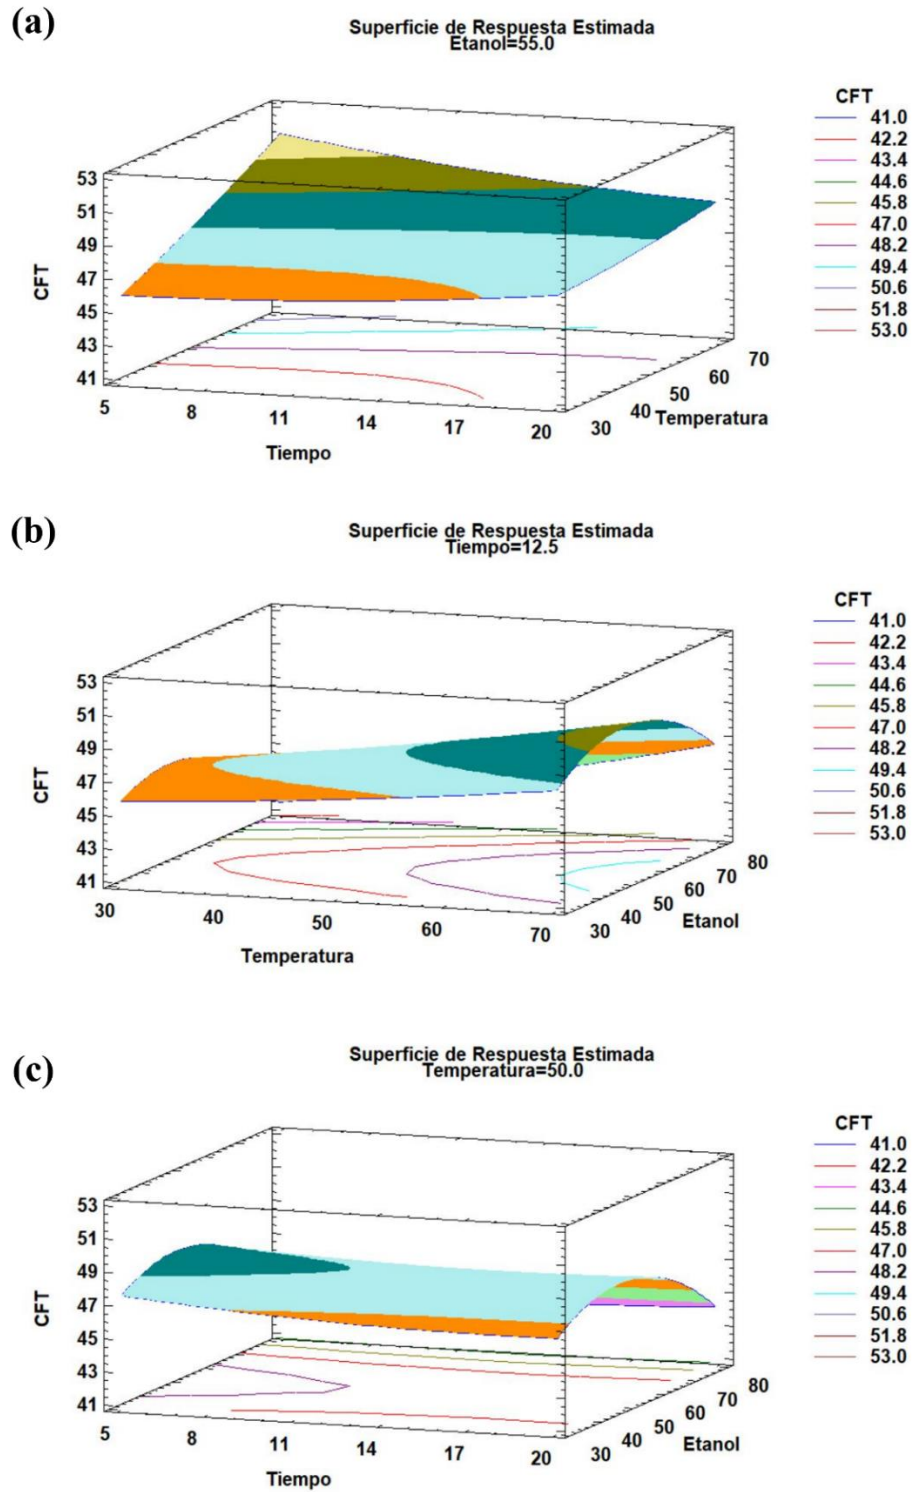 (a)
Superficie de Respuesta Estimada
Etanol=55.0
CFT
41.0
42.2
43.4
44.6
45.8
47.0
48.2
49.4
50.6
51.8
53.0
53
51
49
47
45
43
41
CFT
5 8 11 14 17 20
Tiempo
30 40 50 60 70
Temperatura
(b)
Superficie de Respuesta Estimada
Tiempo=12.5
CFT
41.0
42.2
43.4
44.6
45.8
47.0
48.2
49.4
50.6
51.8
53.0
53
51
49
47
45
43
41
CFT
30 40 50 60 70
Temperatura
30 40 50 60 70 80
Etanol
(c)
Superficie de Respuesta Estimada
Temperatura=50.0
CFT
41.0
42.2
43.4
44.6
45.8
47.0
48.2
49.4
50.6
51.8
53.0
53
51
49
47
45
43
41
CFT
5 8 11 14 17 20
Tiempo
30 40 50 60 70 80
Etanol